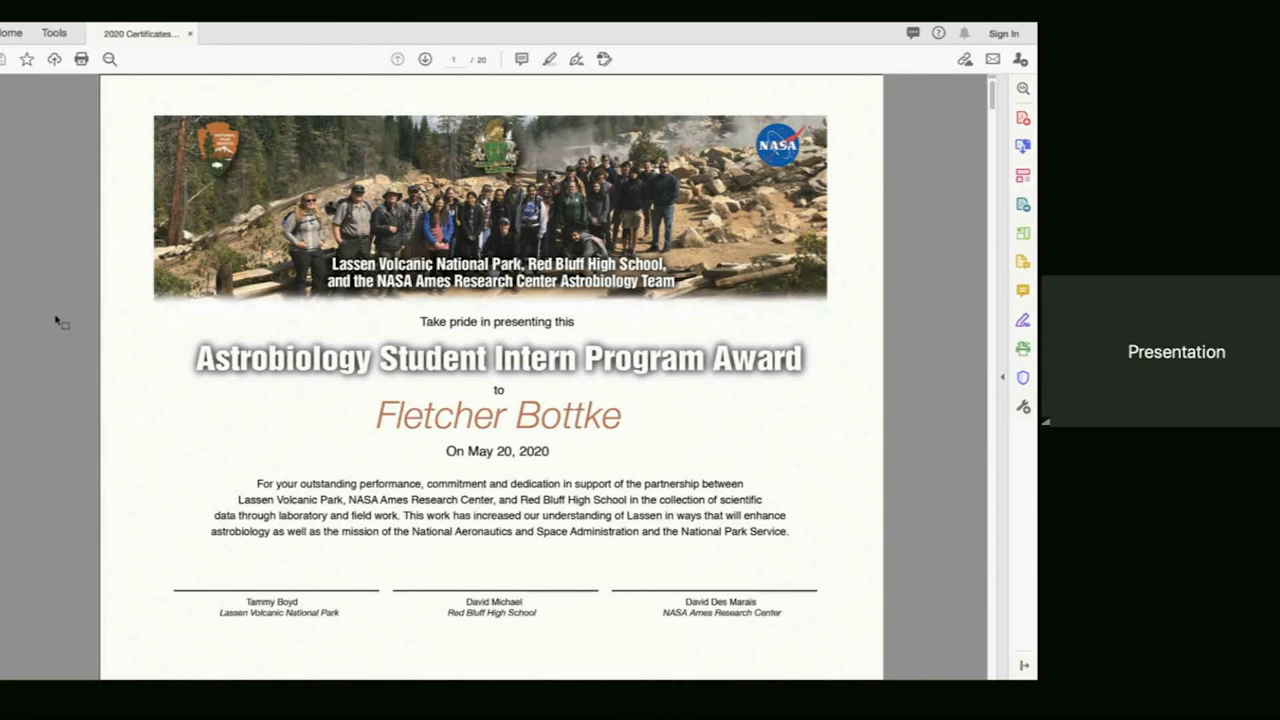 ome
Tools
2020 Certificates...
Sign In
1 / 20
NASA
Lassen Volcanic National Park, Red Bluff High School,
and the NASA Ames Research Center Astrobiology Team
Take pride in presenting this
Astrobiology Student Intern Program Award
to
Fletcher Bottke
On May 20, 2020
For your outstanding performance, commitment and dedication in support of the partnership between
Lassen Volcanic Park, NASA Ames Research Center, and Red Bluff High School in the collection of scientific
data through laboratory and field work. This work has increased our understanding of Lassen in ways that will enhance
astrobiology as well as the mission of the National Aeronautics and Space Administration and the National Park Service.
Tammy Boyd
Lassen Volcanic National Park
David Michael
Red Bluff High School
David Des Marais
NASA Ames Research Center
Presentation